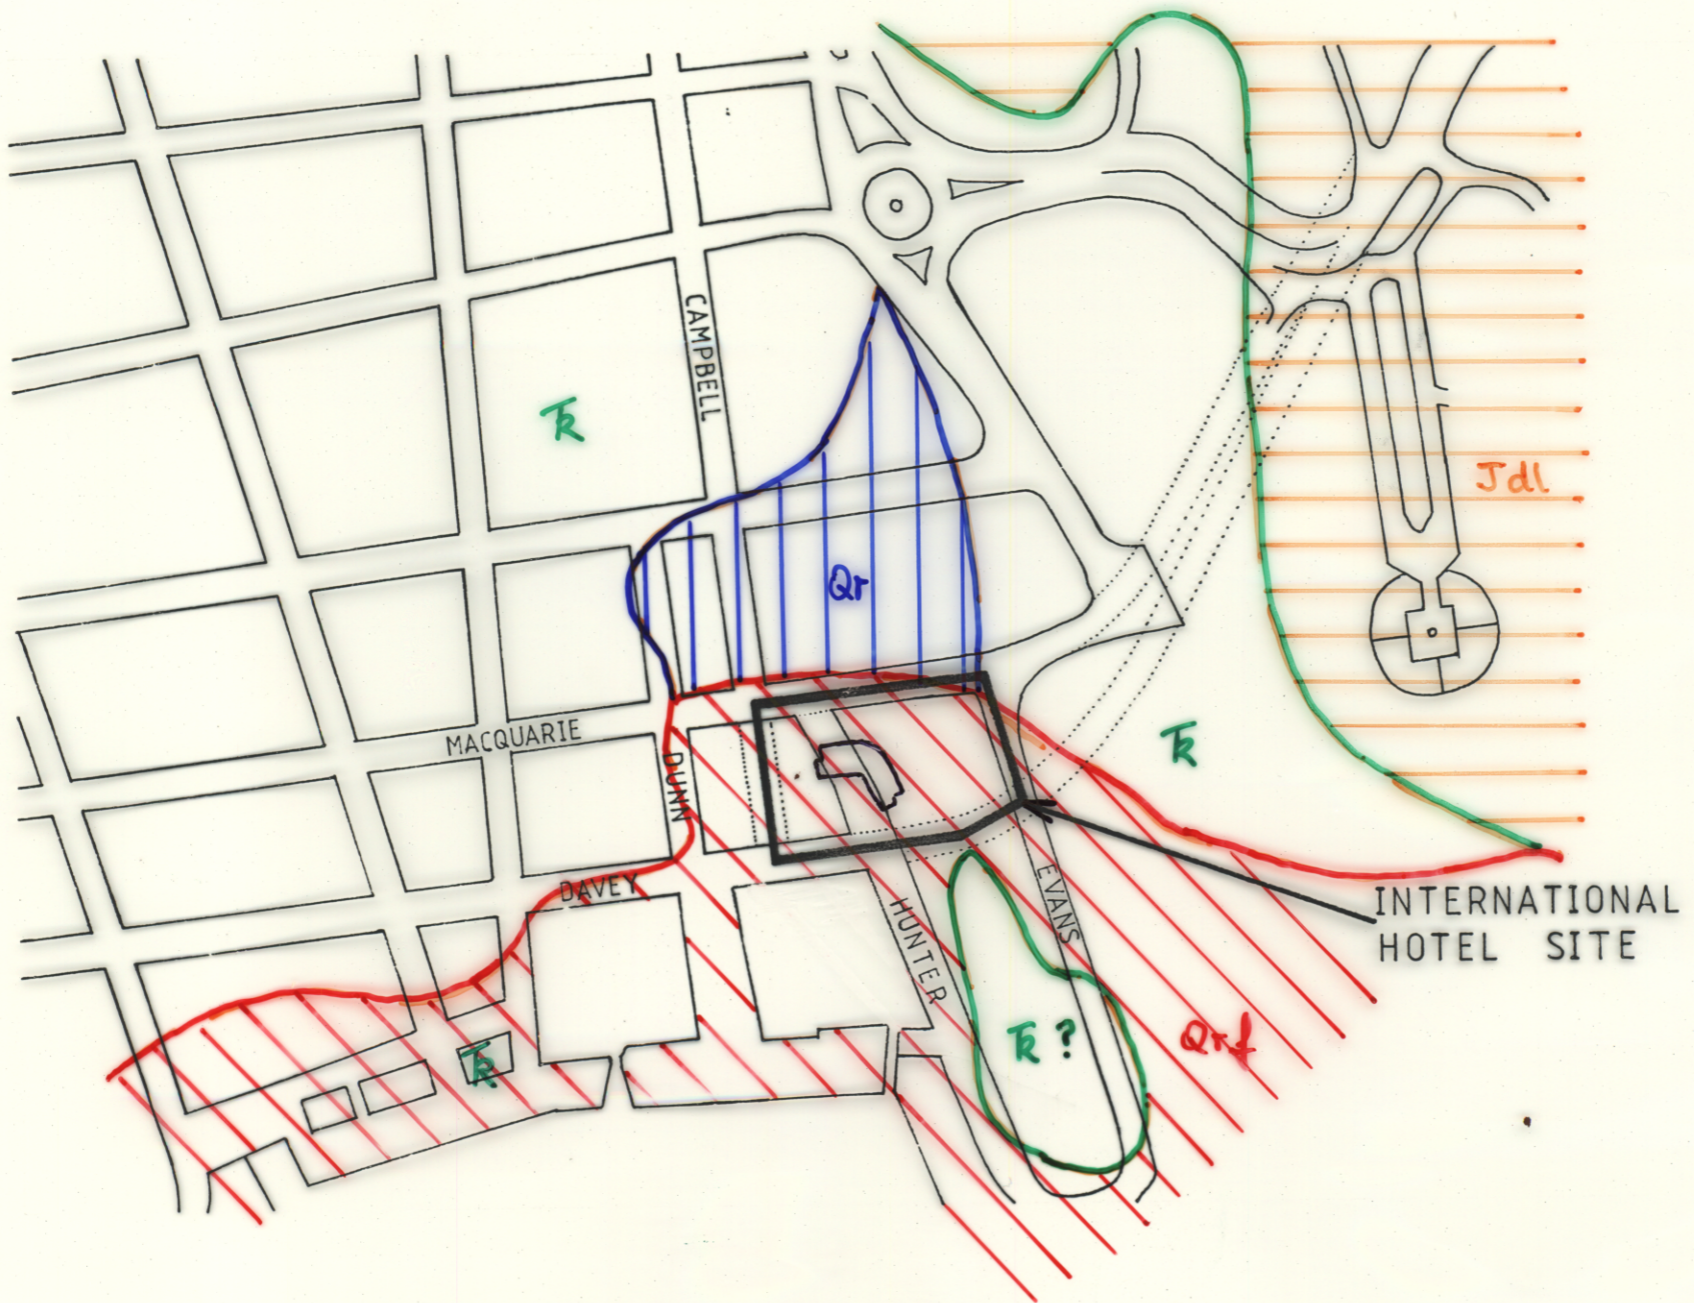 CAMPBELL
Ꞧ
Jdl
Qr
MACQUARIE
DUNN
Ꞧ
DAVEY
EVANS
HUNTER
INTERNATIONAL
HOTEL SITE
Ꞧ ?
Qrf
Ꞧ